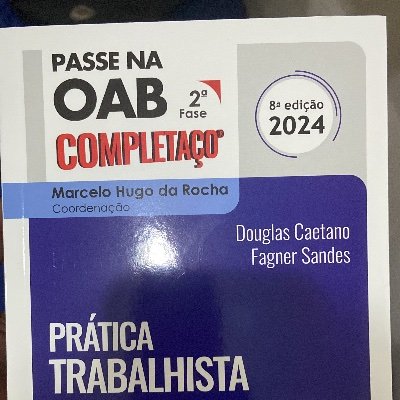 PASSE NA
OAB 2ª Fase
COMPLETAÇO®
8ª edição
2024
Marcelo Hugo da Rocha
Coordenação
Douglas Caetano
Fagner Sandes
PRÁTICA
TRABALHISTA